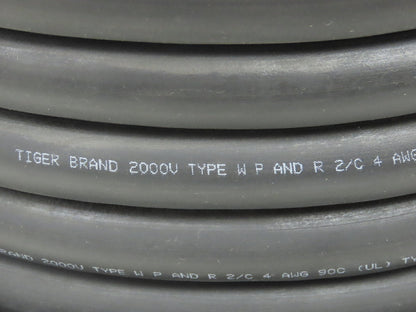 TIGER BRAND 2000V TYPE W P AND R 2/C 4 AWG
BRAND 2000V TYPE W P AND R 2/C 4 AWG 90C (UL)